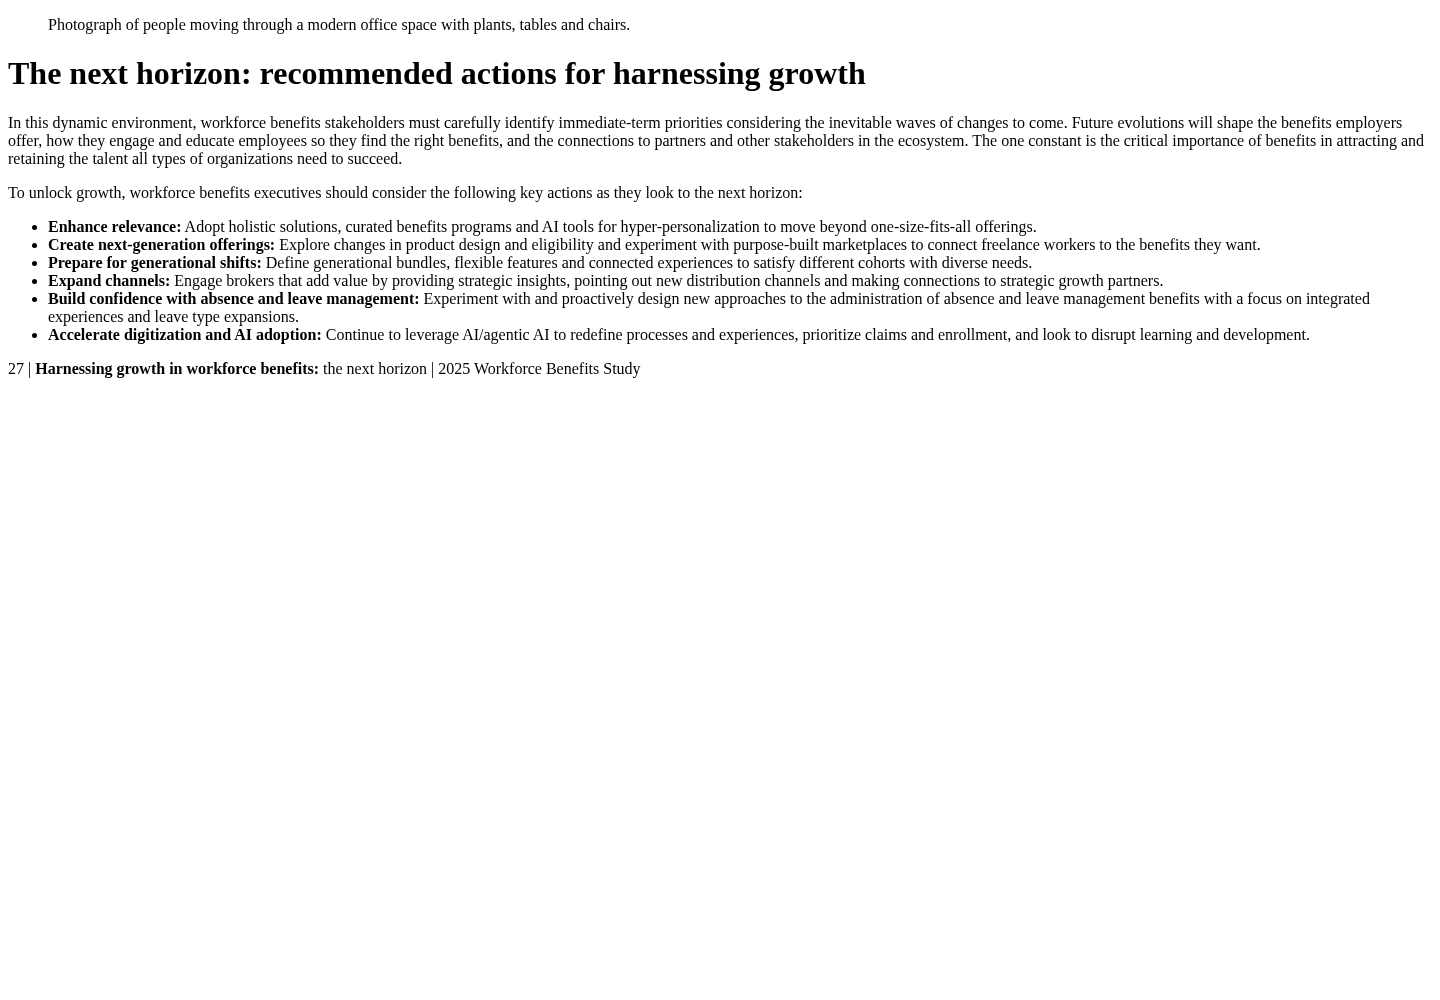 Photograph of people moving through a modern office space with plants, tables and chairs.
The next horizon: recommended actions for harnessing growth
In this dynamic environment, workforce benefits stakeholders must carefully identify immediate-term priorities considering the inevitable waves of changes to come. Future evolutions will shape the benefits employers
offer, how they engage and educate employees so they find the right benefits, and the connections to partners and other stakeholders in the ecosystem. The one constant is the critical importance of benefits in attracting and
retaining the talent all types of organizations need to succeed.
To unlock growth, workforce benefits executives should consider the following key actions as they look to the next horizon:
• Enhance relevance: Adopt holistic solutions, curated benefits programs and AI tools for hyper-personalization to move beyond one-size-fits-all offerings.
• Create next-generation offerings: Explore changes in product design and eligibility and experiment with purpose-built marketplaces to connect freelance workers to the benefits they want.
• Prepare for generational shifts: Define generational bundles, flexible features and connected experiences to satisfy different cohorts with diverse needs.
• Expand channels: Engage brokers that add value by providing strategic insights, pointing out new distribution channels and making connections to strategic growth partners.
• Build confidence with absence and leave management: Experiment with and proactively design new approaches to the administration of absence and leave management benefits with a focus on integrated
experiences and leave type expansions.
• Accelerate digitization and AI adoption: Continue to leverage AI/agentic AI to redefine processes and experiences, prioritize claims and enrollment, and look to disrupt learning and development.
27 | Harnessing growth in workforce benefits: the next horizon | 2025 Workforce Benefits Study